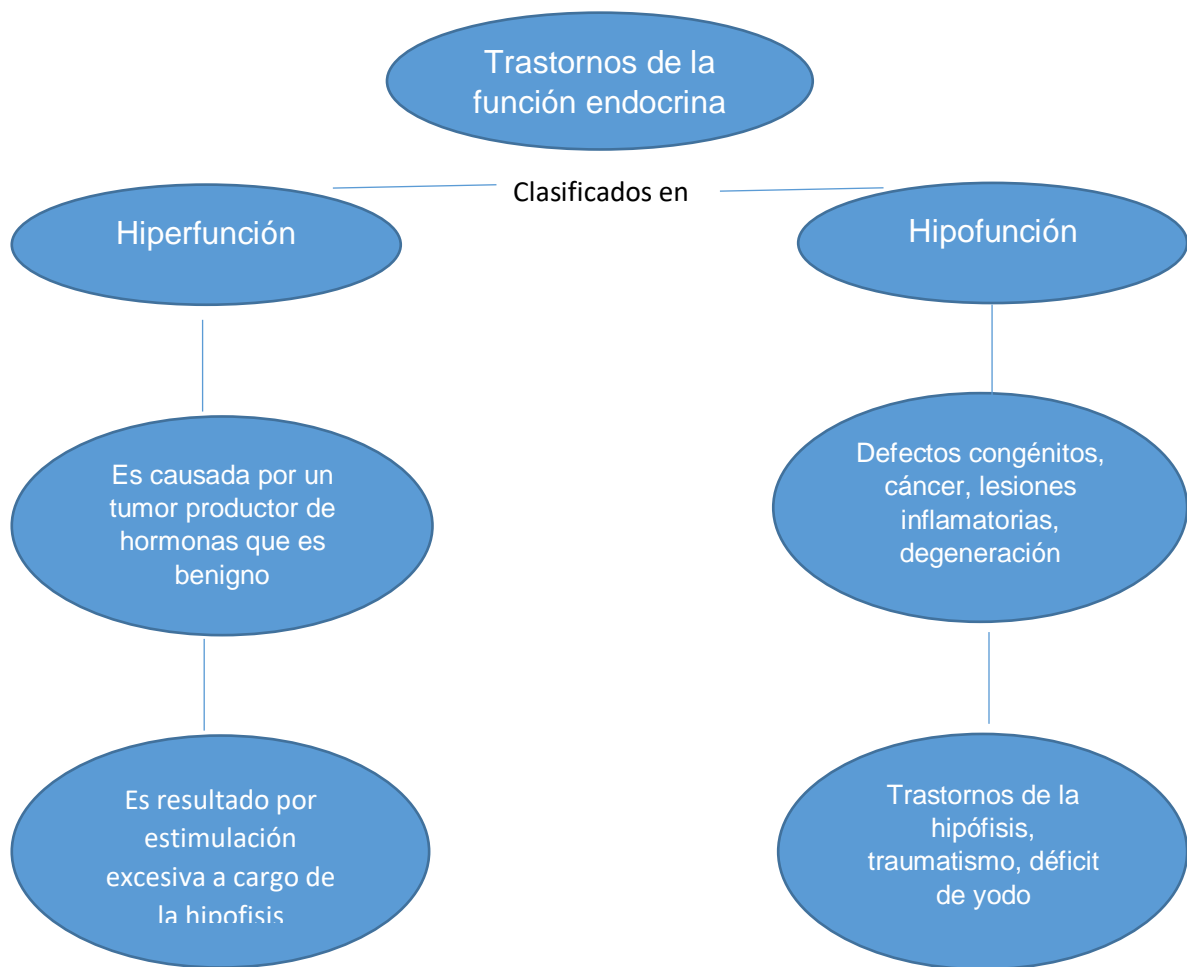 Trastornos de la
función endocrina
Clasificados en
Hiperfunción
Hipofunción
Es causada por un
tumor productor de
hormonas que es
benigno
Defectos congénitos,
cáncer, lesiones
inflamatorias,
degeneración
Es resultado por
estimulación
excesiva a cargo de
la hipofisis
Trastornos de la
hipófisis,
traumatismo, déficit
de yodo